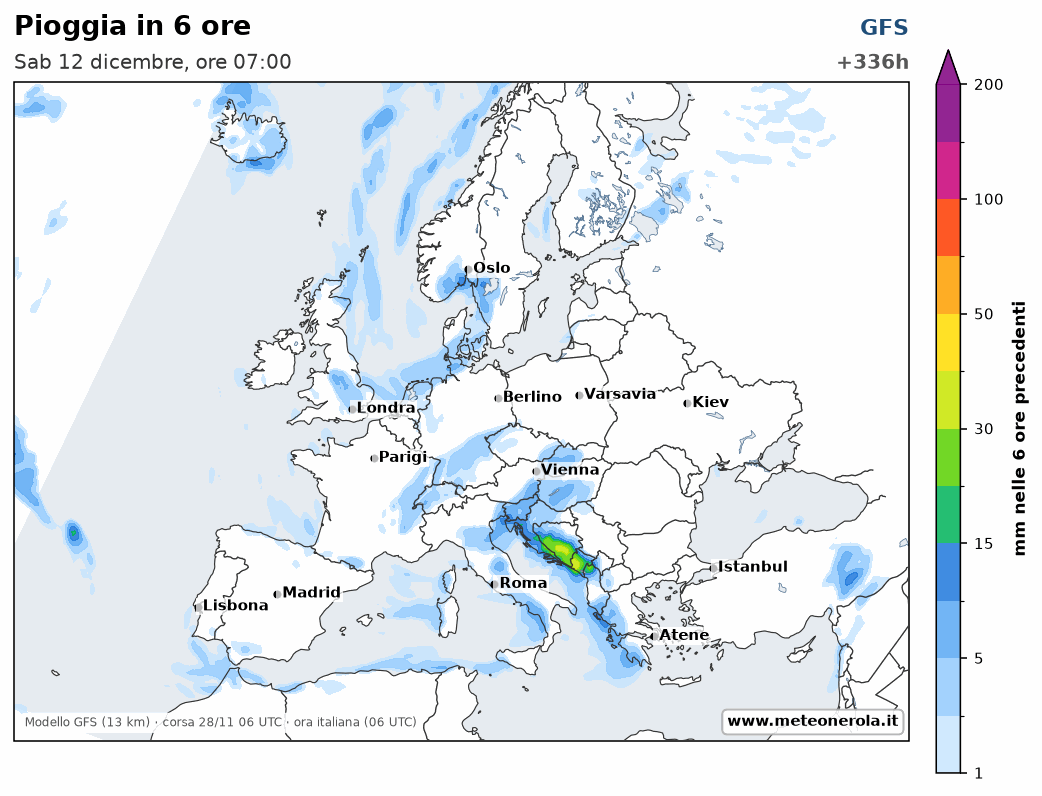 Pioggia in 6 ore
GFS
Sab 12 dicembre, ore 07:00
+336h
200
100
50
30
15
5
1
mm nelle 6 ore precedenti
Oslo
Berlino
Varsavia
Kiev
Londra
Parigi
Vienna
Istanbul
Roma
Madrid
Lisbona
Atene
Modello GFS (13 km) · corsa 28/11 06 UTC · ora italiana (06 UTC)
www.meteonerola.it